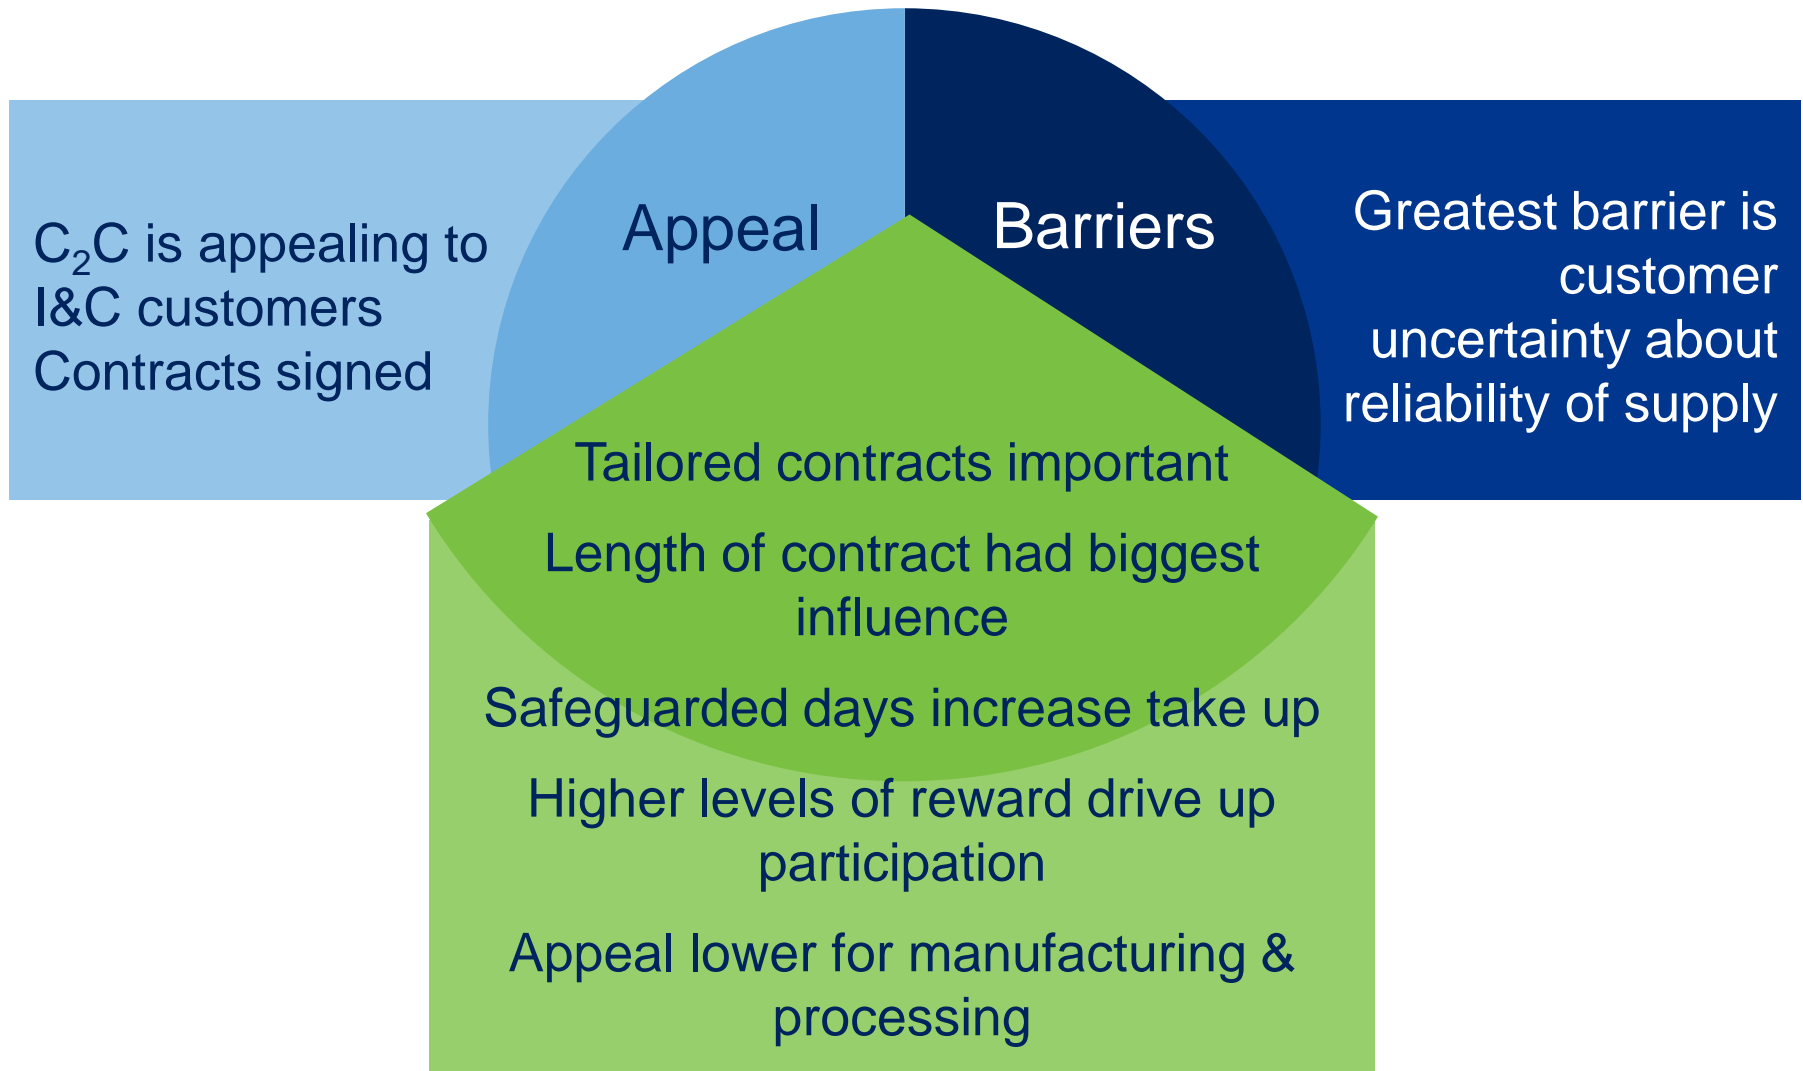 Appeal
Barriers
C₂C is appealing to
I&C customers
Contracts signed
Greatest barrier is
customer
uncertainty about
reliability of supply
Tailored contracts important
Length of contract had biggest
influence
Safeguarded days increase take up
Higher levels of reward drive up
participation
Appeal lower for manufacturing &
processing